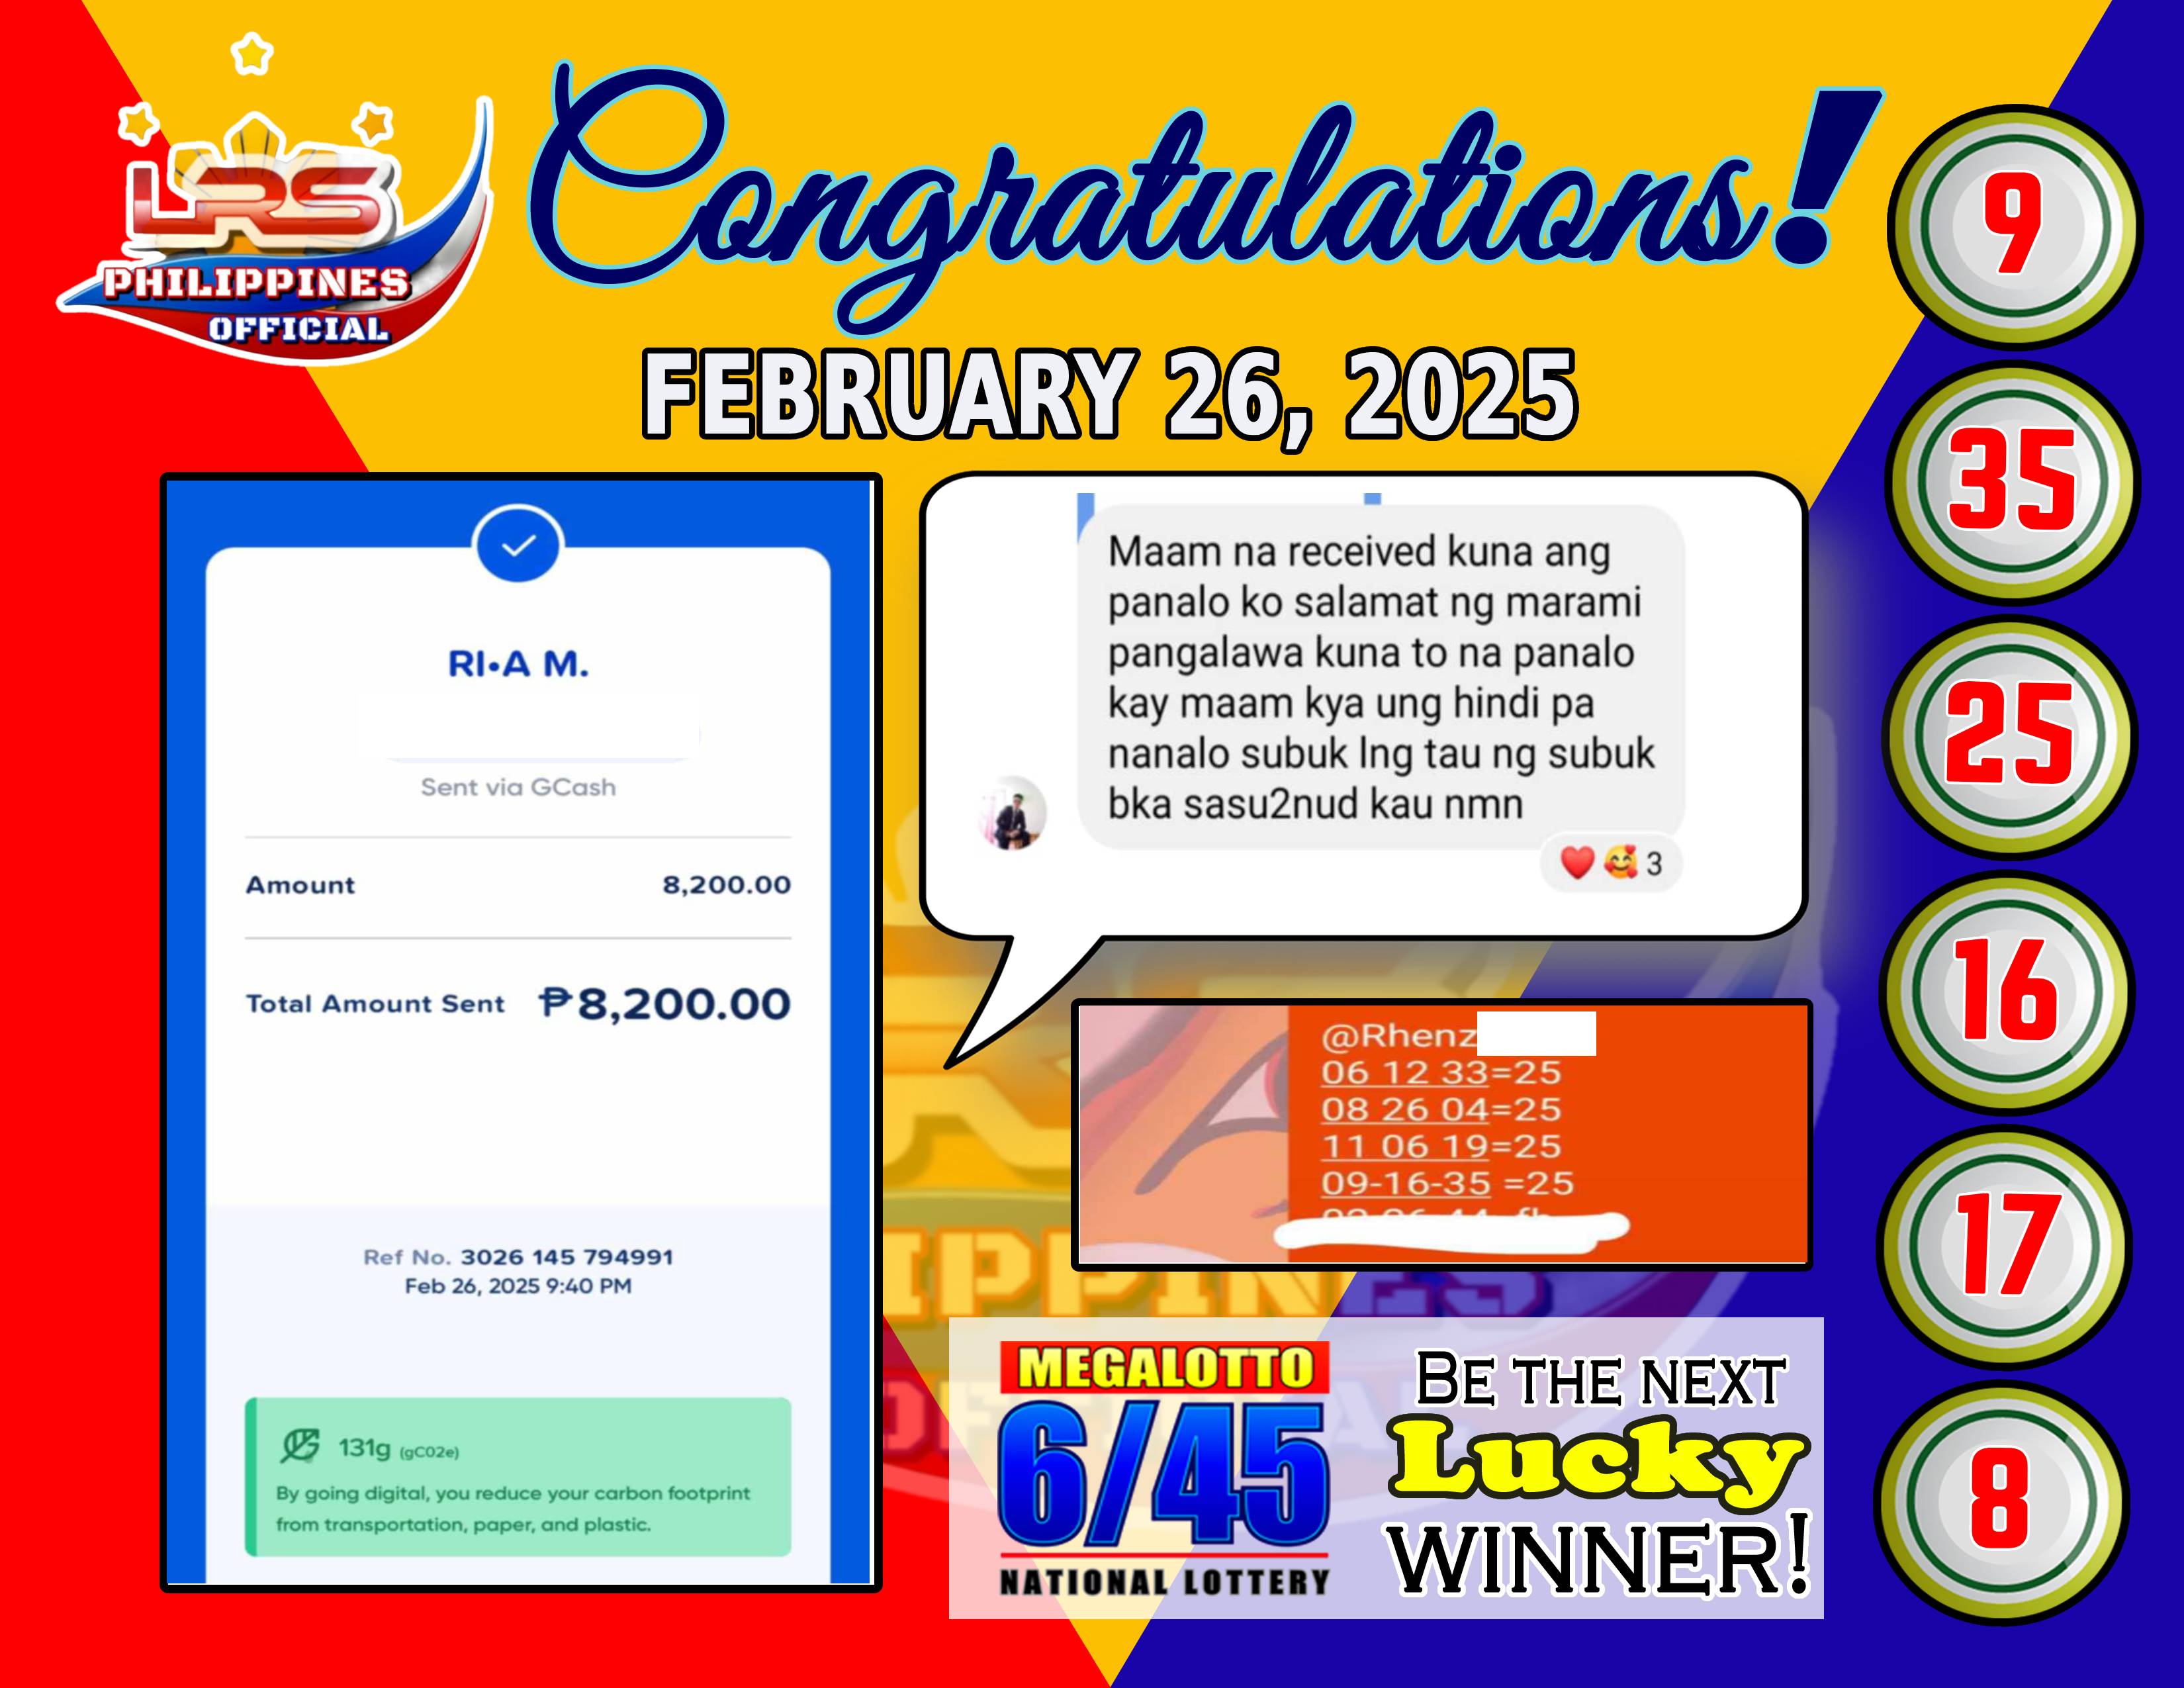 LRS
PHILIPPINES
OFFICIAL
Congratulations!
FEBRUARY 26, 2025
RI•A M.
Sent via GCash
Amount 8,200.00
Total Amount Sent ₱8,200.00
Ref No. 3026 145 794991
Feb 26, 2025 9:40 PM
131g (gC02e)
By going digital, you reduce your carbon footprint
from transportation, paper, and plastic.
Maam na received kuna ang
panalo ko salamat ng marami
pangalawa kuna to na panalo
kay maam kya ung hindi pa
nanalo subuk lng tau ng subuk
bka sasu2nud kau nmn
3
@Rhenz
06 12 33=25
08 26 04=25
11 06 19=25
09-16-35 =25
MEGALOTTO
6/45
NATIONAL LOTTERY
BE THE NEXT
Lucky
WINNER!
9
35
25
16
17
8